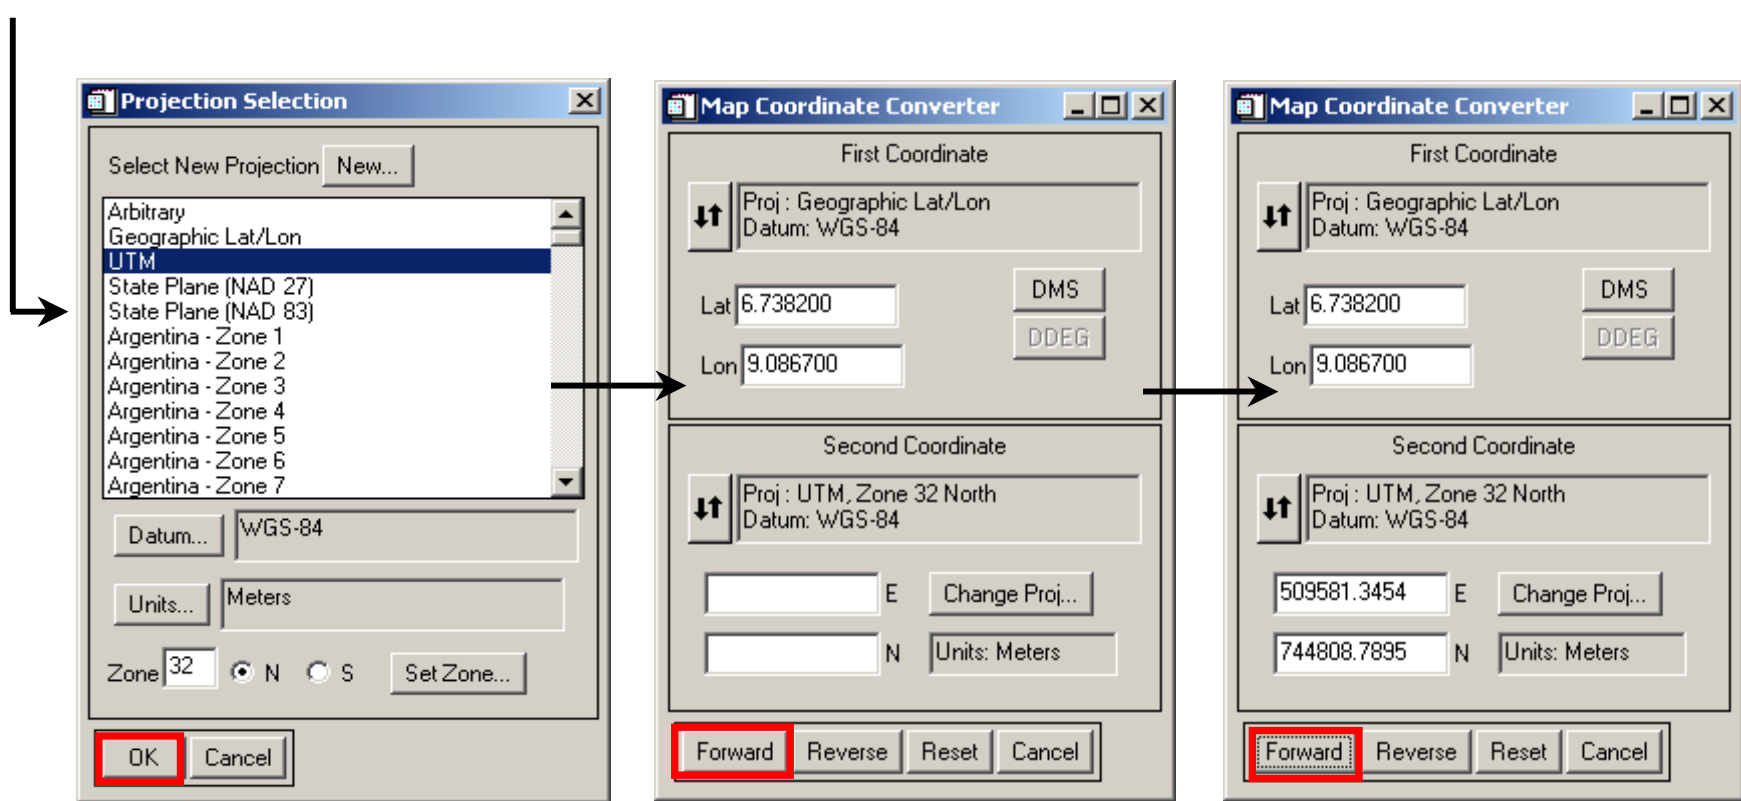 Projection Selection
Select New Projection New...
Arbitrary
Geographic Lat/Lon
UTM
State Plane (NAD 27)
State Plane (NAD 83)
Argentina - Zone 1
Argentina - Zone 2
Argentina - Zone 3
Argentina - Zone 4
Argentina - Zone 5
Argentina - Zone 6
Argentina - Zone 7
Datum... WGS-84
Units... Meters
Zone 32 N S Set Zone...
OK Cancel
Map Coordinate Converter
First Coordinate
Proj : Geographic Lat/Lon
Datum: WGS-84
Lat 6.738200 DMS
DDEG
Lon 9.086700
Second Coordinate
Proj : UTM, Zone 32 North
Datum: WGS-84
E Change Proj...
N Units: Meters
Forward Reverse Reset Cancel
Map Coordinate Converter
First Coordinate
Proj : Geographic Lat/Lon
Datum: WGS-84
Lat 6.738200 DMS
DDEG
Lon 9.086700
Second Coordinate
Proj : UTM, Zone 32 North
Datum: WGS-84
509581.3454 E Change Proj...
744808.7895 N Units: Meters
Forward Reverse Reset Cancel